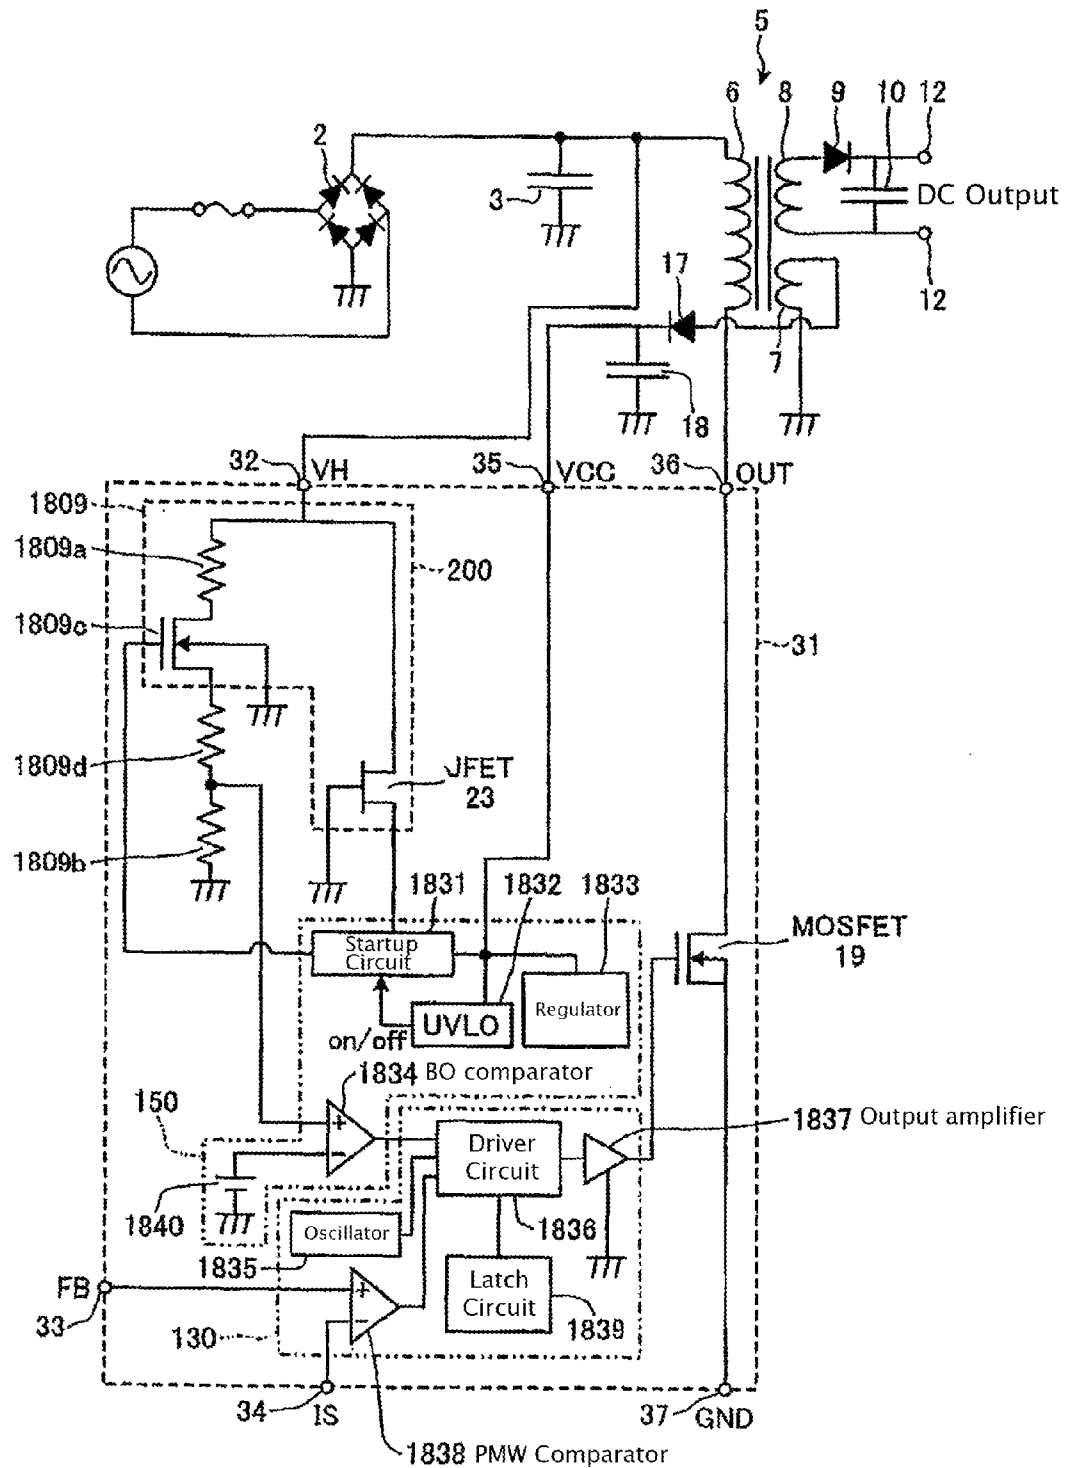 5
6
8
9
10
12
2
3
DC Output
17
12
7
18
32
VH
35
VCC
36
OUT
1809
1809a
200
1809c
31
1809d
JFET
23
1809b
1831
1832
1833
MOSFET
19
Startup
Circuit
Regulator
UVLO
on/off
1834 BO comparator
150
1837 Output amplifier
Driver
Circuit
+
−
1840
1836
Oscillator
1835
FB
33
Latch
Circuit
+
−
1839
130
34
IS
37
GND
1838 PMW Comparator